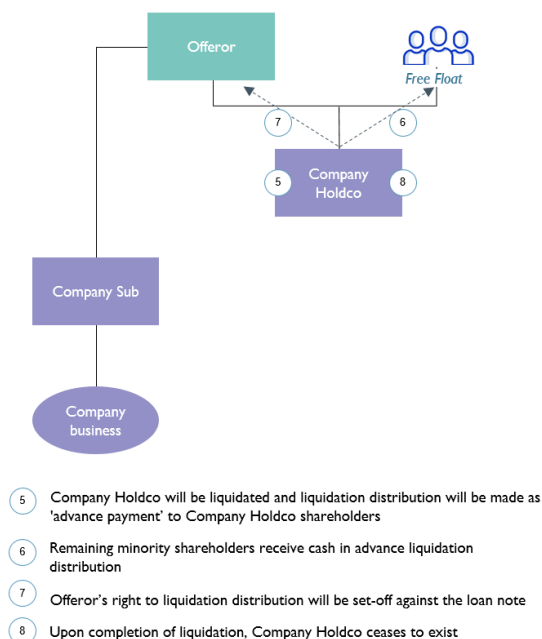 Offeror
Free Float
7
6
5
Company
Holdco
8
Company Sub
Company
business
5 Company Holdco will be liquidated and liquidation distribution will be made as
'advance payment' to Company Holdco shareholders
6 Remaining minority shareholders receive cash in advance liquidation
distribution
7 Offeror's right to liquidation distribution will be set-off against the loan note
8 Upon completion of liquidation, Company Holdco ceases to exist